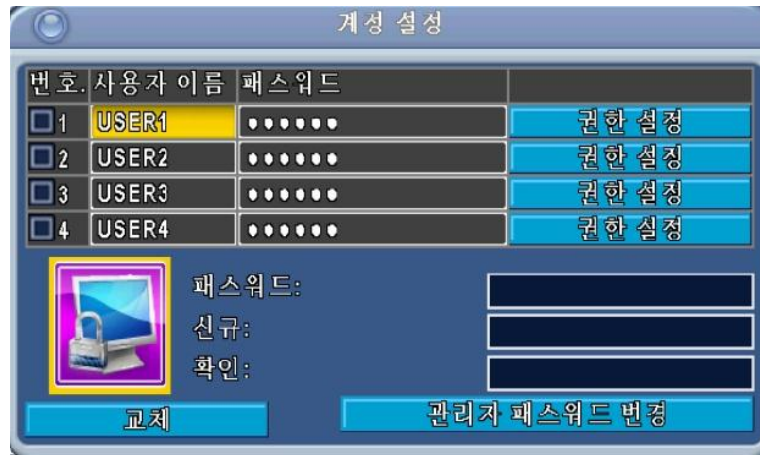 계정 설정
번호. 사용자 이름 패스워드
1 USER1 ●●●●●● 권한 설정
2 USER2 ●●●●●● 권한 설정
3 USER3 ●●●●●● 권한 설정
4 USER4 ●●●●●● 권한 설정
패스워드:
신규:
확인:
교체 관리자 패스워드 변경